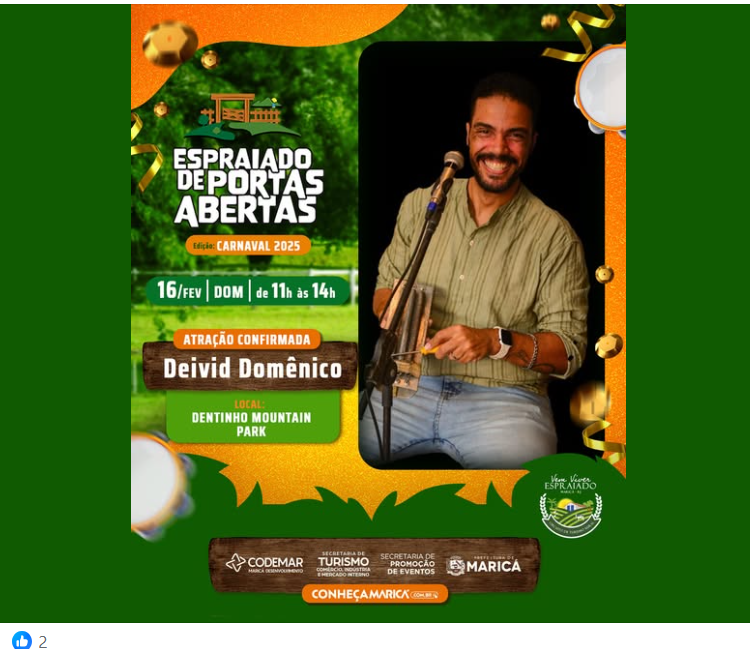 ESPRAIADO
DE PORTAS
ABERTAS
Edição: CARNAVAL 2025
16/FEV | DOM | de 11h às 14h
ATRAÇÃO CONFIRMADA
Deivid Domênico
LOCAL:
DENTINHO MOUNTAIN
PARK
Vem Viver
ESPRAIADO
MARICÁ - RJ
CODEMAR
MARICÁ DESENVOLVIMENTO
SECRETARIA DE
TURISMO
COMÉRCIO, INDÚSTRIA
E MERCADO INTERNO
SECRETARIA DE
PROMOÇÃO
DE EVENTOS
PREFEITURA DE
MARICÁ
CONHEÇAMARICÁ .COM.BR
2